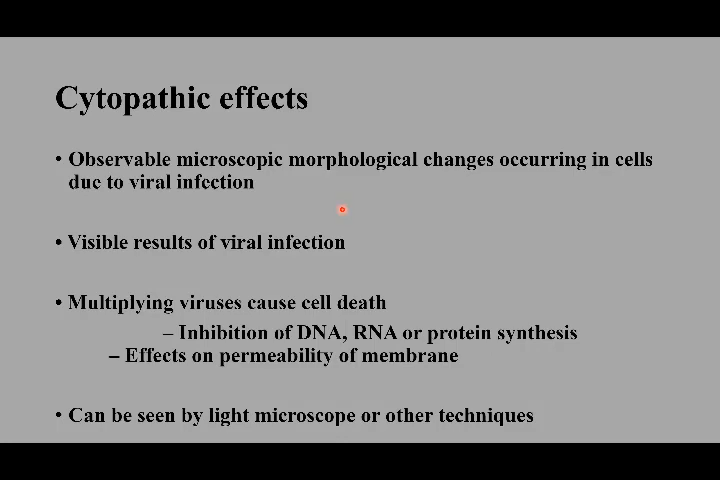 Cytopathic effects
• Observable microscopic morphological changes occurring in cells
due to viral infection
• Visible results of viral infection
• Multiplying viruses cause cell death
– Inhibition of DNA, RNA or protein synthesis
– Effects on permeability of membrane
• Can be seen by light microscope or other techniques